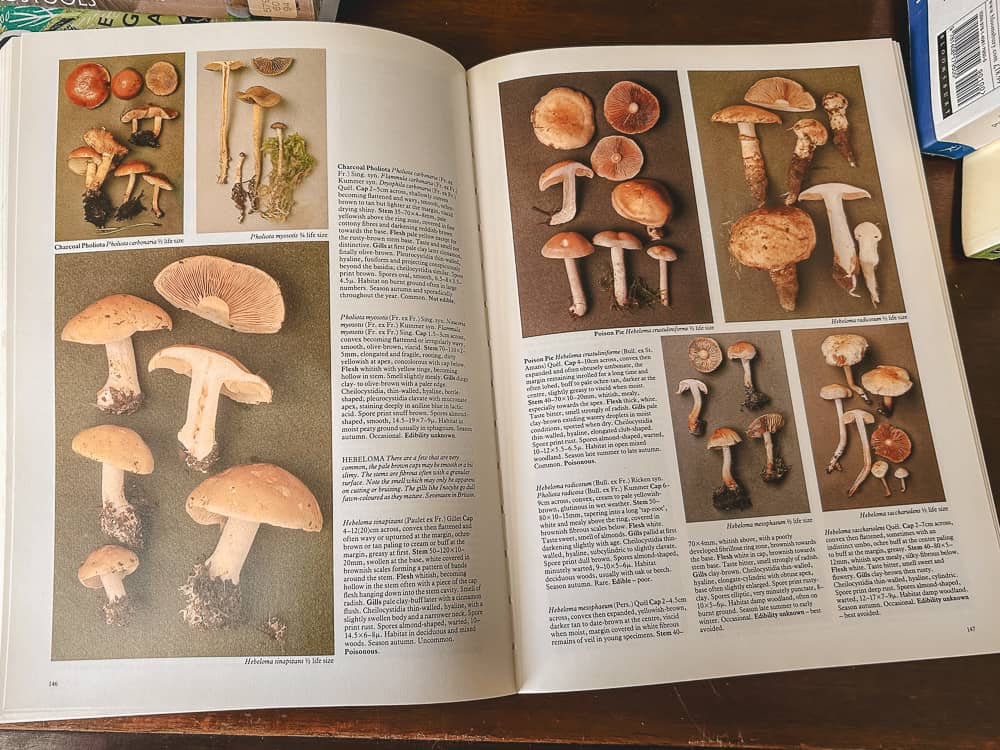 STOOLS
Charcoal Pholiota Pholiota carbonaria ½ life size
Pholiota myosotis ¾ life size
Charcoal Pholiota Pholiota carbonaria (Fr. ex
Fr.) Sing. syn. Flammula carbonaria (Fr. ex Fr.)
Kummer syn. Dryophila carbonaria (Fr. ex Fr.)
Quél. Cap 2–5cm across, shallowly convex
becoming flattened and wavy, smooth,
brown to tan but lighter at the margin, viscid
drying shiny. Stem
yellowish above the ring zone, covered in fine
cottony fibres and darkening reddish-brown
towards the base. Flesh pale yellow except for
the rusty-brown stem base. Taste and smell not
distinctive. Gills at first pale clay later cinnamon,
finally olive-brown. Pleurocystidia thin-walled,
hyaline, fusiform and projecting conspicuously
beyond the basidia; cheilocystidia similar. Spore
print brown. Spores oval, smooth,
4.5µ. Habitat on burnt ground often in large
numbers. Season autumn and sporadically
throughout the year. Common. Not edible.
Pholiota myosotis (Fr. ex Fr.) Sing. syn. Naucoria
myosotis (Fr. ex Fr.) Kummer syn. Flammula
myosotis (Fr. ex Fr.) Sing. Cap 1.5–3cm across,
convex becoming flattened or irregularly wavy,
smooth, olive-brown, viscid. Stem 70–110×2–
5mm, elongated and fragile, rooting, dirty
yellowish at apex, concolorous with cap below.
Flesh whitish with yellow tinge, becoming
hollow in stem. Smell slightly mealy. Gills dingy
clay- to olive-brown with a paler edge.
Cheilocystidia, thin-walled, hyaline, bottle-
shaped; pleurocystidia clavate with mucronate
apex, staining deeply in aniline blue in lactic
acid. Spore print snuff brown. Spores almond-
shaped, smooth, 14.5–19×7–9µ. Habitat in
moist peaty ground usually in sphagnum. Season
autumn. Occasional. Edibility unknown.
HEBELOMA There are a few that are very
common, the pale brown caps may be smooth or a bit
slimy. The stems are fibrous often with a granular
surface. Note the smell which may only be apparent
on cutting or bruising. The gills like Inocybe go dull
fawn-coloured as they mature. Seventeen in Britain.
Hebeloma sinapizans (Paulet ex Fr.) Gillet Cap
4–12(20)cm across, convex then flattened and
often wavy or upturned at the margin, ochre-
brown or tan paling to cream or buff at the
margin, greasy at first. Stem 50–120×10–
20mm, swollen at the base, white covered in
brownish scales forming a pattern of bands
around the stem. Flesh whitish, becoming
hollow in the stem often with a piece of the cap
flesh hanging down into the cavity. Smell of
radish. Gills pale clay-buff later with a cinnamon
flush. Cheilocystidia thin-walled, hyaline, with a
slightly swollen body and a narrow neck. Spore
print rust. Spores almond-shaped, warted, 10–
14.5×6–8µ. Habitat in deciduous and mixed
woods. Season autumn. Uncommon.
Poisonous.
Hebeloma sinapizans ½ life size
146
Poison Pie Hebeloma crustuliniforme ½ life size
Hebeloma radicosum ½ life size
Poison Pie Hebeloma crustuliniforme (Bull. ex St.
Amans) Quél. Cap 4–10cm across, convex then
expanded and often obtusely umbonate, the
margin remaining inrolled for a long time and
often lobed, buff to pale ochre-tan, darker at the
centre, slightly greasy to viscid when moist.
Stem 40–70×10–20mm, whitish, mealy,
especially towards the apex. Flesh thick, white.
Taste bitter, smell strongly of radish. Gills pale
clay-brown exuding watery droplets in moist
conditions, spotted when dry. Cheilocystidia
thin-walled, hyaline, elongated club-shaped.
Spore print rust. Spores almond-shaped, warted,
10–12×5.5–6.5µ. Habitat in open mixed
woodland. Season late summer to late autumn.
Common. Poisonous.
Hebeloma radicosum (Bull. ex Fr.) Ricken syn.
Pholiota radicosa (Bull. ex Fr.) Kummer Cap 6–
9cm across, convex, cream to pale yellowish-
brown, glutinous in wet weather. Stem 50–
80×10–15mm, tapering into a long 'tap-root',
white and mealy above the ring, covered in
brownish fibrous scales below. Flesh white.
Taste sweet, smell of almonds. Gills pallid at first
darkening slightly with age. Cheilocystidia thin-
walled, hyaline, subcylindric to slightly clavate.
Spore print dull brown. Spores almond-shaped,
minutely warted, 9–10×5–6µ. Habitat in
deciduous woods, usually with oak or beech.
Season autumn. Rare. Edible – poor.
Hebeloma mesophaeum (Pers.) Quél Cap 2–4.5cm
across, convex then expanded, yellowish-brown,
darker tan to date-brown at the centre, viscid
when moist, margin covered in white fibrous
remains of veil in young specimens. Stem 40–
Hebeloma mesophaeum ½ life size
70×4mm, whitish above, with a poorly
developed fibrillose ring zone, brownish towards
the base. Flesh white in cap, brownish towards
stem base. Taste bitter, smell strongly of radish.
Gills clay-brown. Cheilocystidia thin-walled,
hyaline, elongate-cylindric with obtuse apex,
base often slightly enlarged. Spore print rusty-
clay. Spores elliptic, very minutely punctate, 8–
10×5–6µ. Habitat damp woodland, often on
burnt ground. Season late summer to early
winter. Occasional. Edibility unknown – best
avoided.
Hebeloma sacchariolens ½ life size
Hebeloma sacchariolens Quél. Cap 2–7cm across,
convex then flattened, sometimes with an
indistinct umbo, ochre buff at the centre paling
to buff at the margin, greasy. Stem 40–80×5–
12mm, whitish apex mealy, silky-fibrous below.
Flesh white. Taste bitter, smell sweet and
flowery. Gills clay-brown then rusty.
Cheilocystidia thin-walled, hyaline, cylindric.
Spore print deep rust. Spores almond-shaped,
warted, 12–17×7–9µ. Habitat damp woodland.
Season autumn. Occasional. Edibility unknown
– best avoided.
147
BLOOMSBURY